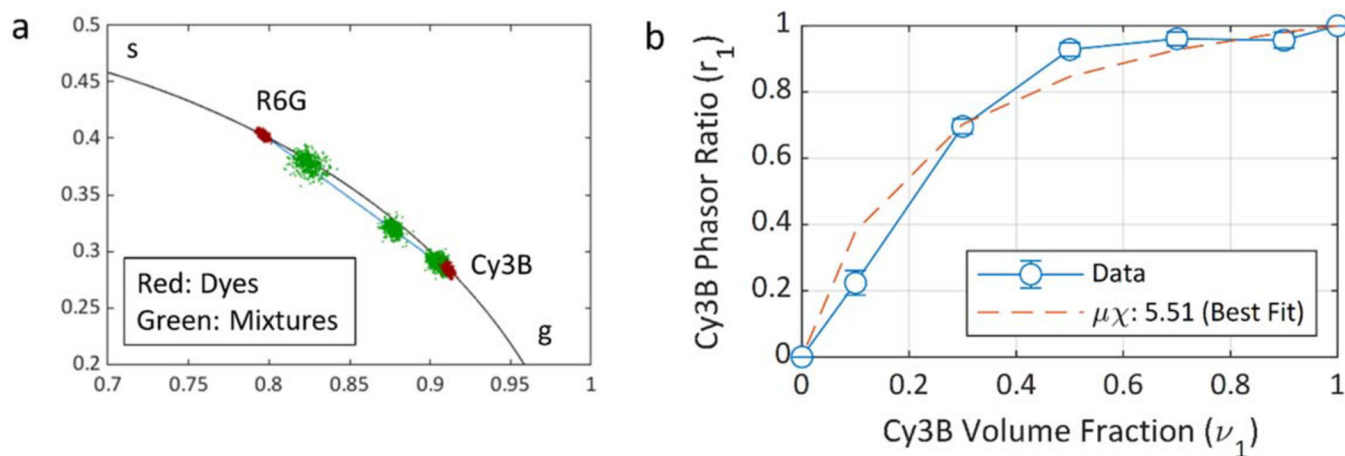 a
0.5
0.45
0.4
0.35
0.3
0.25
0.2
0.7
0.75
0.8
0.85
0.9
0.95
1
s
R6G
Cy3B
g
Red: Dyes
Green: Mixtures
b
Cy3B Phasor Ratio (r₁)
1
0.8
0.6
0.4
0.2
0
0
0.2
0.4
0.6
0.8
1
Data
μχ: 5.51 (Best Fit)
Cy3B Volume Fraction (ν₁)